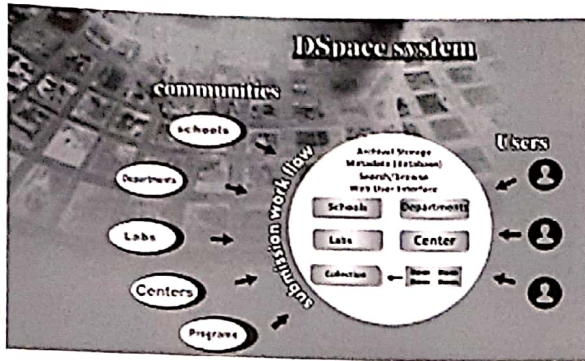 DSpace system
communities
schools
Departments
Labs
Centers
Programs
submission work flow
Archival Storage
Metadata (database)
Search/Browse
Web User Interface
Schools
Departments
Labs
Center
Collection
Users